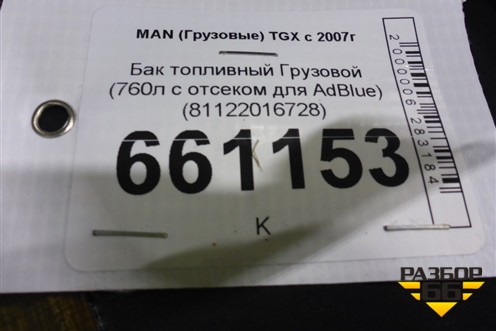 MAN (Грузовые) TGX с 2007г
Бак топливный Грузовой
(760л с отсеком для AdBlue)
(81122016728)
661153
К
2000006283184
РАЗБОР
66